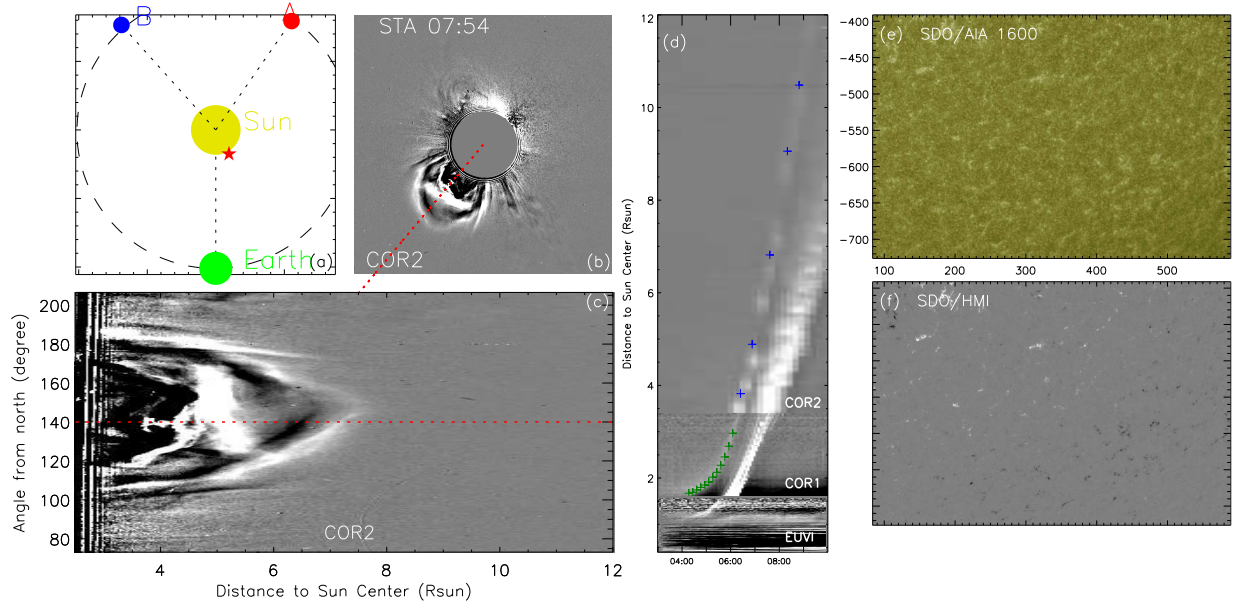 B
A
Sun
Earth
(a)
STA 07:54
COR2
(b)
(c)
COR2
Angle from north (degree)
200
180
160
140
120
100
80
4
6
8
10
12
Distance to Sun Center (Rsun)
(d)
Distance to Sun Center (Rsun)
12
10
8
6
4
2
COR2
COR1
EUVI
04:00
06:00
08:00
(e) SDO/AIA 1600
-400
-450
-500
-550
-600
-650
-700
100
200
300
400
500
(f) SDO/HMI